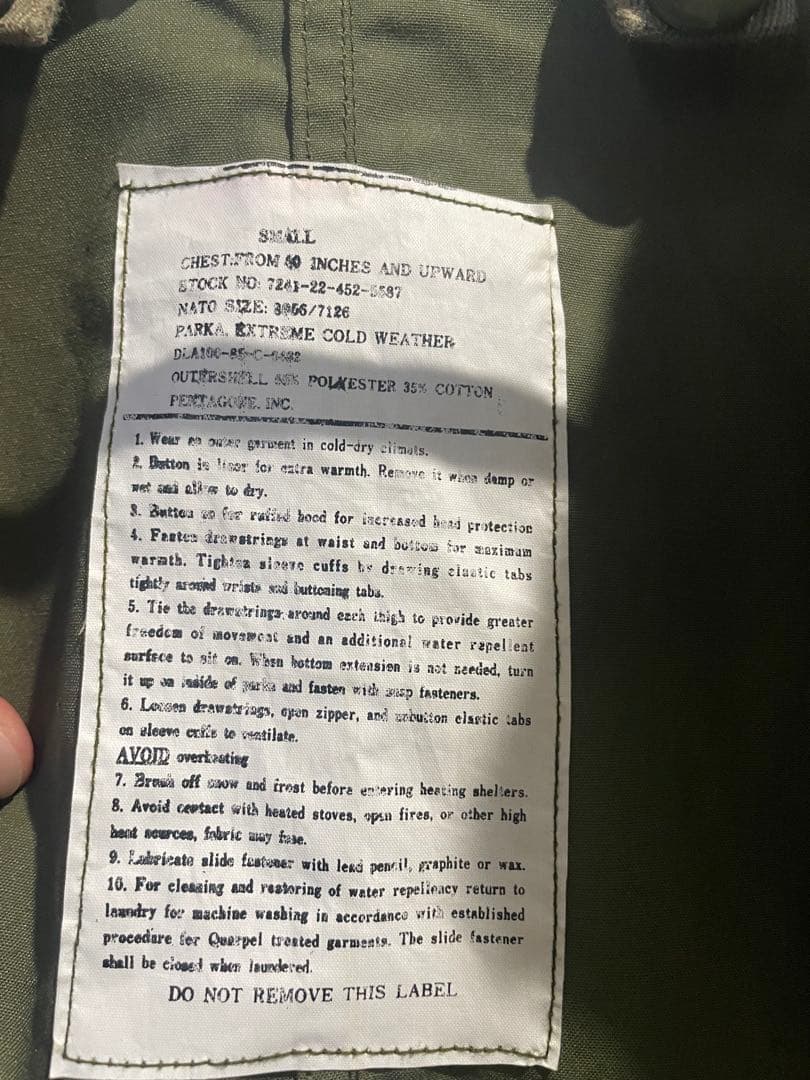 SMALL
CHEST:FROM 40 INCHES AND UPWARD
STOCK NO: 7241-22-452-5587
NATO SIZE: /7126
PARKA, EXTREME COLD WEATHER
DLA100-
OUTERSHELL POLYESTER 35% COTTON
INC.
1. Wear outer garment in cold-dry climats.
2. Button in liner for extra warmth. Remove it when damp or
wet and allow to dry.
3. Button on fur ruffed hood for increased head protection
4. Fasten drawstrings at waist and bottom for maximum
warmth. Tighten sleeve cuffs by drawing elastic tabs
tightly around wrists and buttoning tabs.
5. Tie the drawstrings around each thigh to provide greater
freedom of movement and an additional water repellent
surface to sit on. When bottom extension is not needed, turn
it up on inside of parka and fasten with snap fasteners.
6. Loosen drawstrings, open zipper, and unbutton elastic tabs
on sleeve cuffs to ventilate.
AVOID overheating
7. Brush off snow and frost before entering heating shelters.
8. Avoid contact with heated stoves, open fires, or other high
heat sources, fabric may fuse.
9. Lubricate slide fastener with lead pencil, graphite or wax.
10. For cleaning and restoring of water repellency return to
laundry for machine washing in accordance with established
procedure for Quarpel treated garments. The slide fastener
shall be closed when laundered.
DO NOT REMOVE THIS LABEL